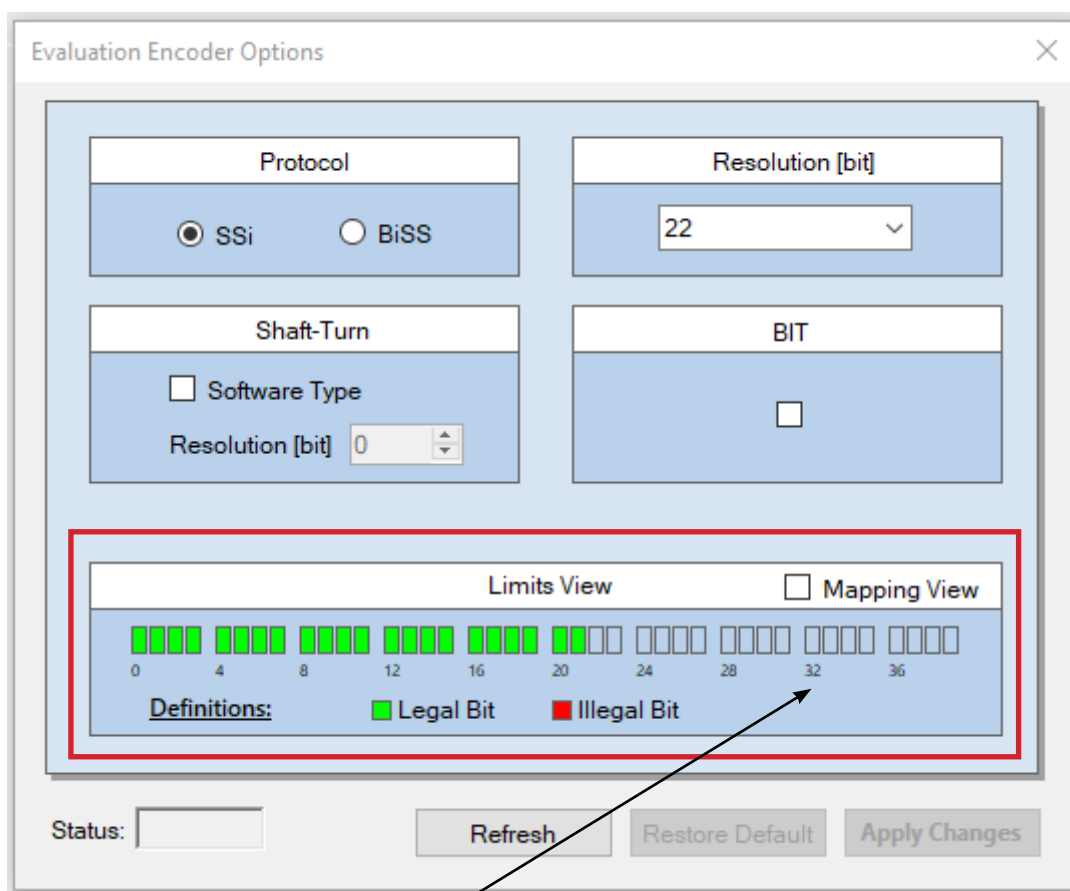 Evaluation Encoder Options
Protocol
Resolution [bit]
SSi BiSS
22
Shaft-Turn
BIT
Software Type
Resolution [bit] 0
Limits View Mapping View
0 4 8 12 16 20 24 28 32 36
Definitions: Legal Bit Illegal Bit
Status: Refresh Restore Default Apply Changes